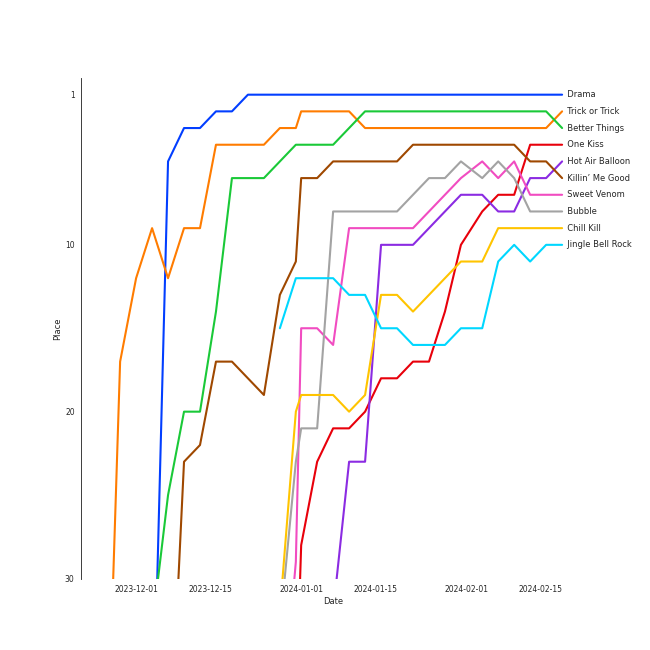 1
10
20
30
Place
2023-12-01
2023-12-15
2024-01-01
2024-01-15
2024-02-01
2024-02-15
Date
Drama
Trick or Trick
Better Things
One Kiss
Hot Air Balloon
Killin' Me Good
Sweet Venom
Bubble
Chill Kill
Jingle Bell Rock